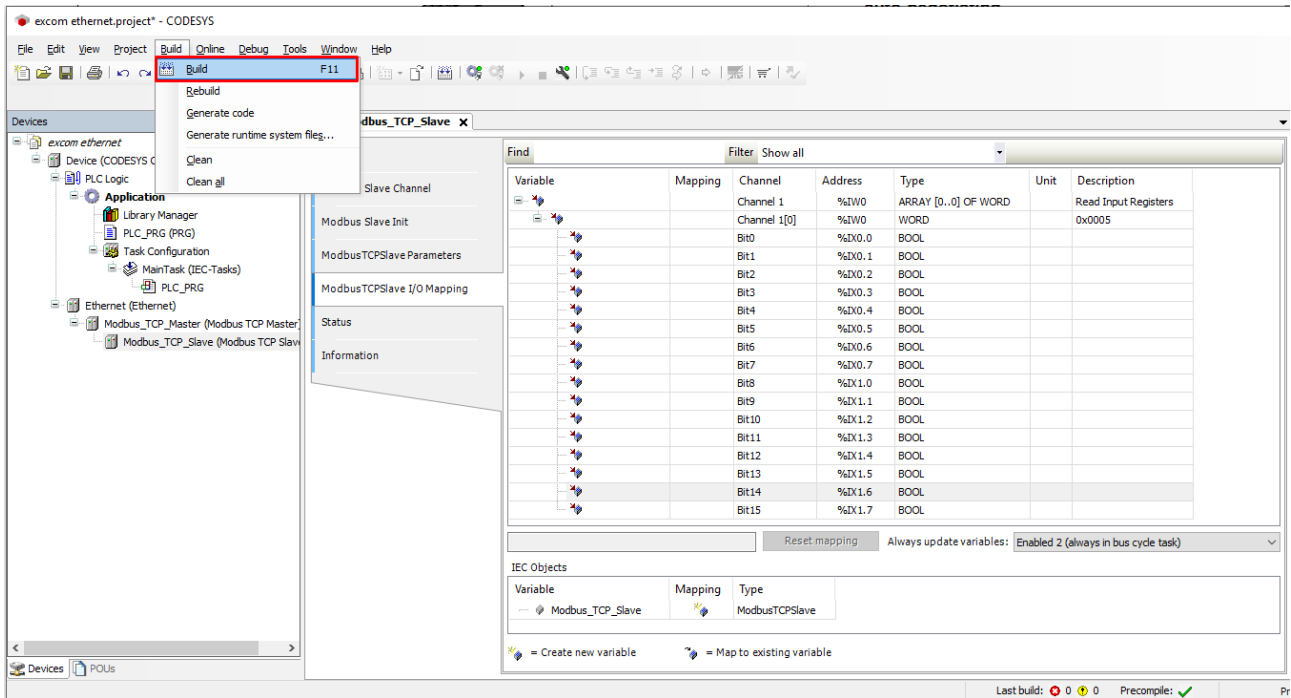 excom ethernet.project* - CODESYS
File Edit View Project Build Online Debug Tools Window Help
Build F11
Rebuild
Generate code
Generate runtime system files...
Clean
Clean all
Devices
excom ethernet
Device (CODESYS C
PLC Logic
Application
Library Manager
PLC_PRG (PRG)
Task Configuration
MainTask (IEC-Tasks)
PLC_PRG
Ethernet (Ethernet)
Modbus_TCP_Master (Modbus TCP Master)
Modbus_TCP_Slave (Modbus TCP Slav
Devices POUs
dbus_TCP_Slave X
Slave Channel
Modbus Slave Init
ModbusTCPSlave Parameters
ModbusTCPSlave I/O Mapping
Status
Information
Find Filter Show all
Variable Mapping Channel Address Type Unit Description
Channel 1 %IW0 ARRAY [0..0] OF WORD Read Input Registers
Channel 1[0] %IW0 WORD 0x0005
Bit0 %IX0.0 BOOL
Bit1 %IX0.1 BOOL
Bit2 %IX0.2 BOOL
Bit3 %IX0.3 BOOL
Bit4 %IX0.4 BOOL
Bit5 %IX0.5 BOOL
Bit6 %IX0.6 BOOL
Bit7 %IX0.7 BOOL
Bit8 %IX1.0 BOOL
Bit9 %IX1.1 BOOL
Bit10 %IX1.2 BOOL
Bit11 %IX1.3 BOOL
Bit12 %IX1.4 BOOL
Bit13 %IX1.5 BOOL
Bit14 %IX1.6 BOOL
Bit15 %IX1.7 BOOL
Reset mapping Always update variables: Enabled 2 (always in bus cycle task)
IEC Objects
Variable Mapping Type
Modbus_TCP_Slave ModbusTCPSlave
= Create new variable = Map to existing variable
Last build: 0 0 Precompile: Pr